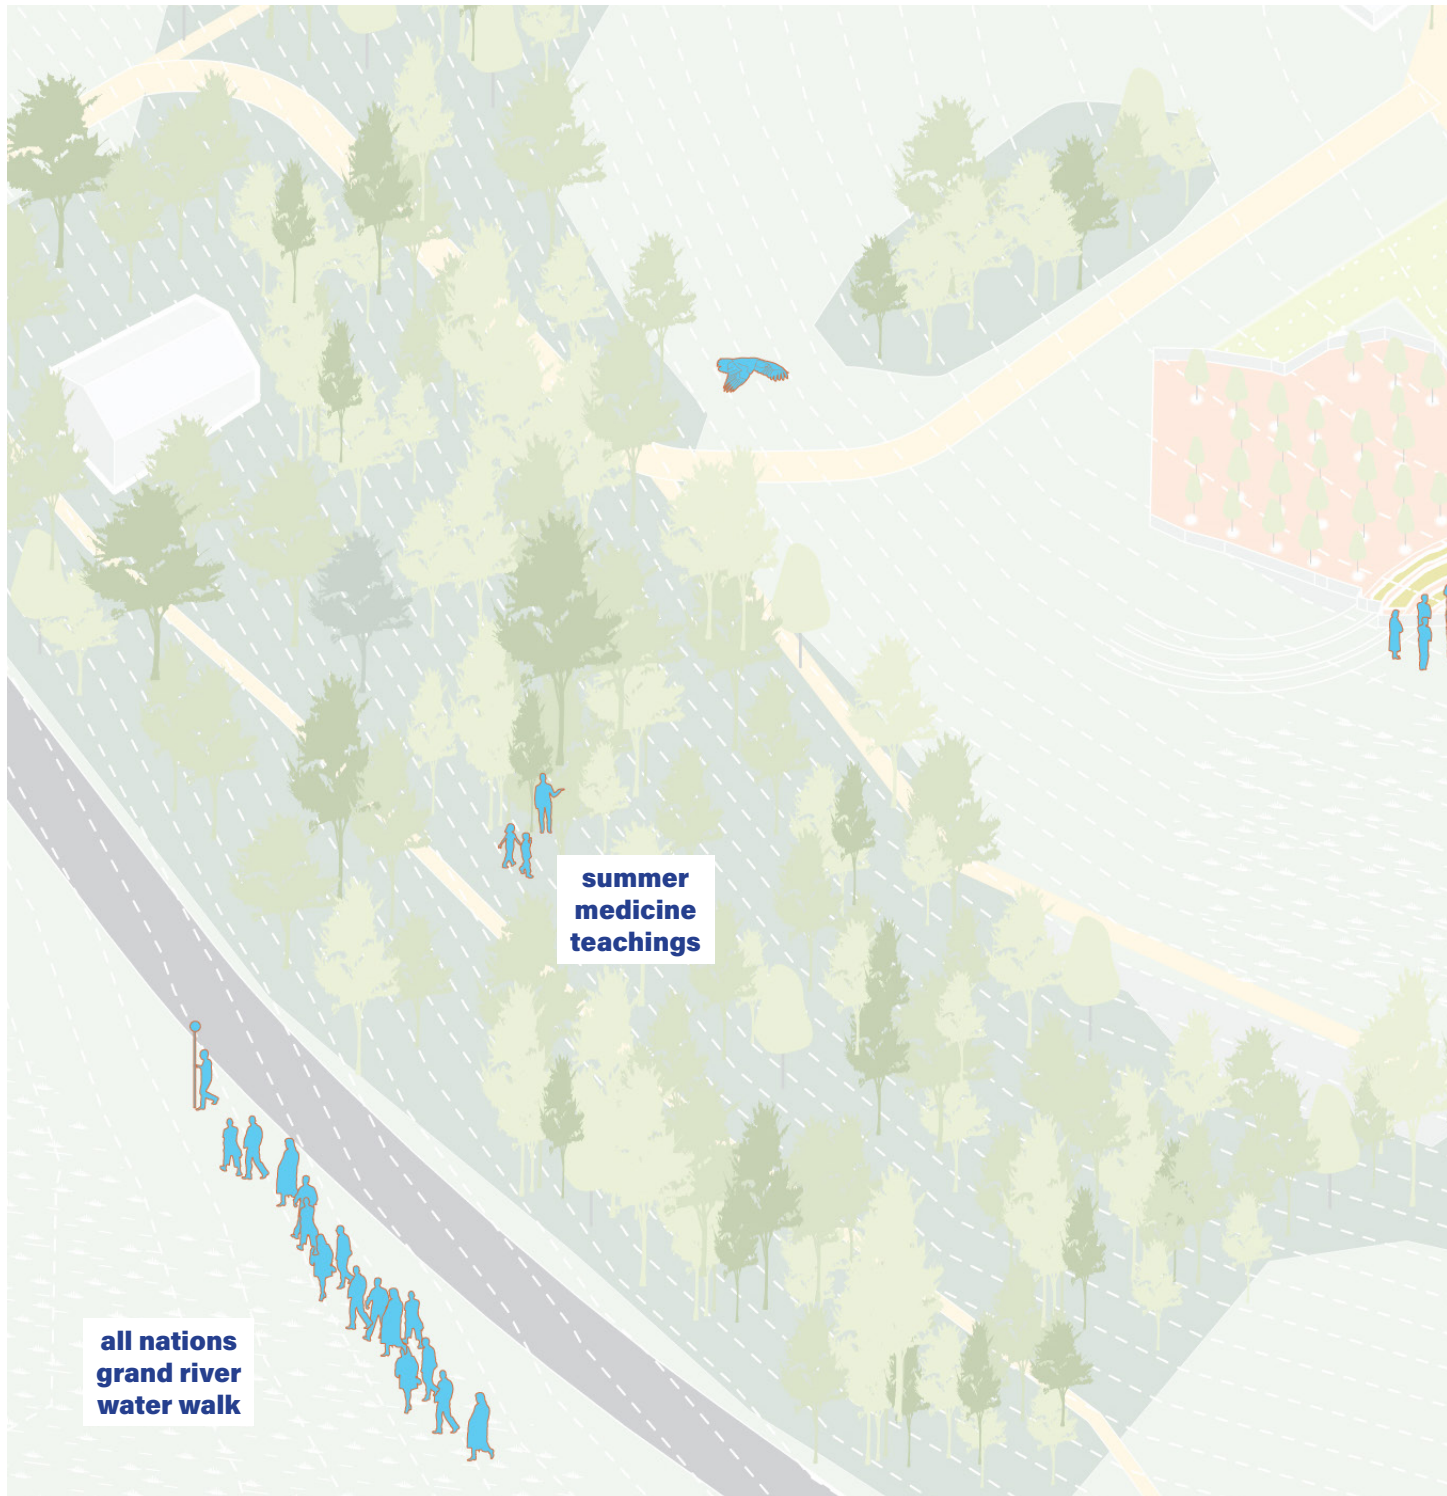 summer
medicine
teachings
all nations
grand river
water walk